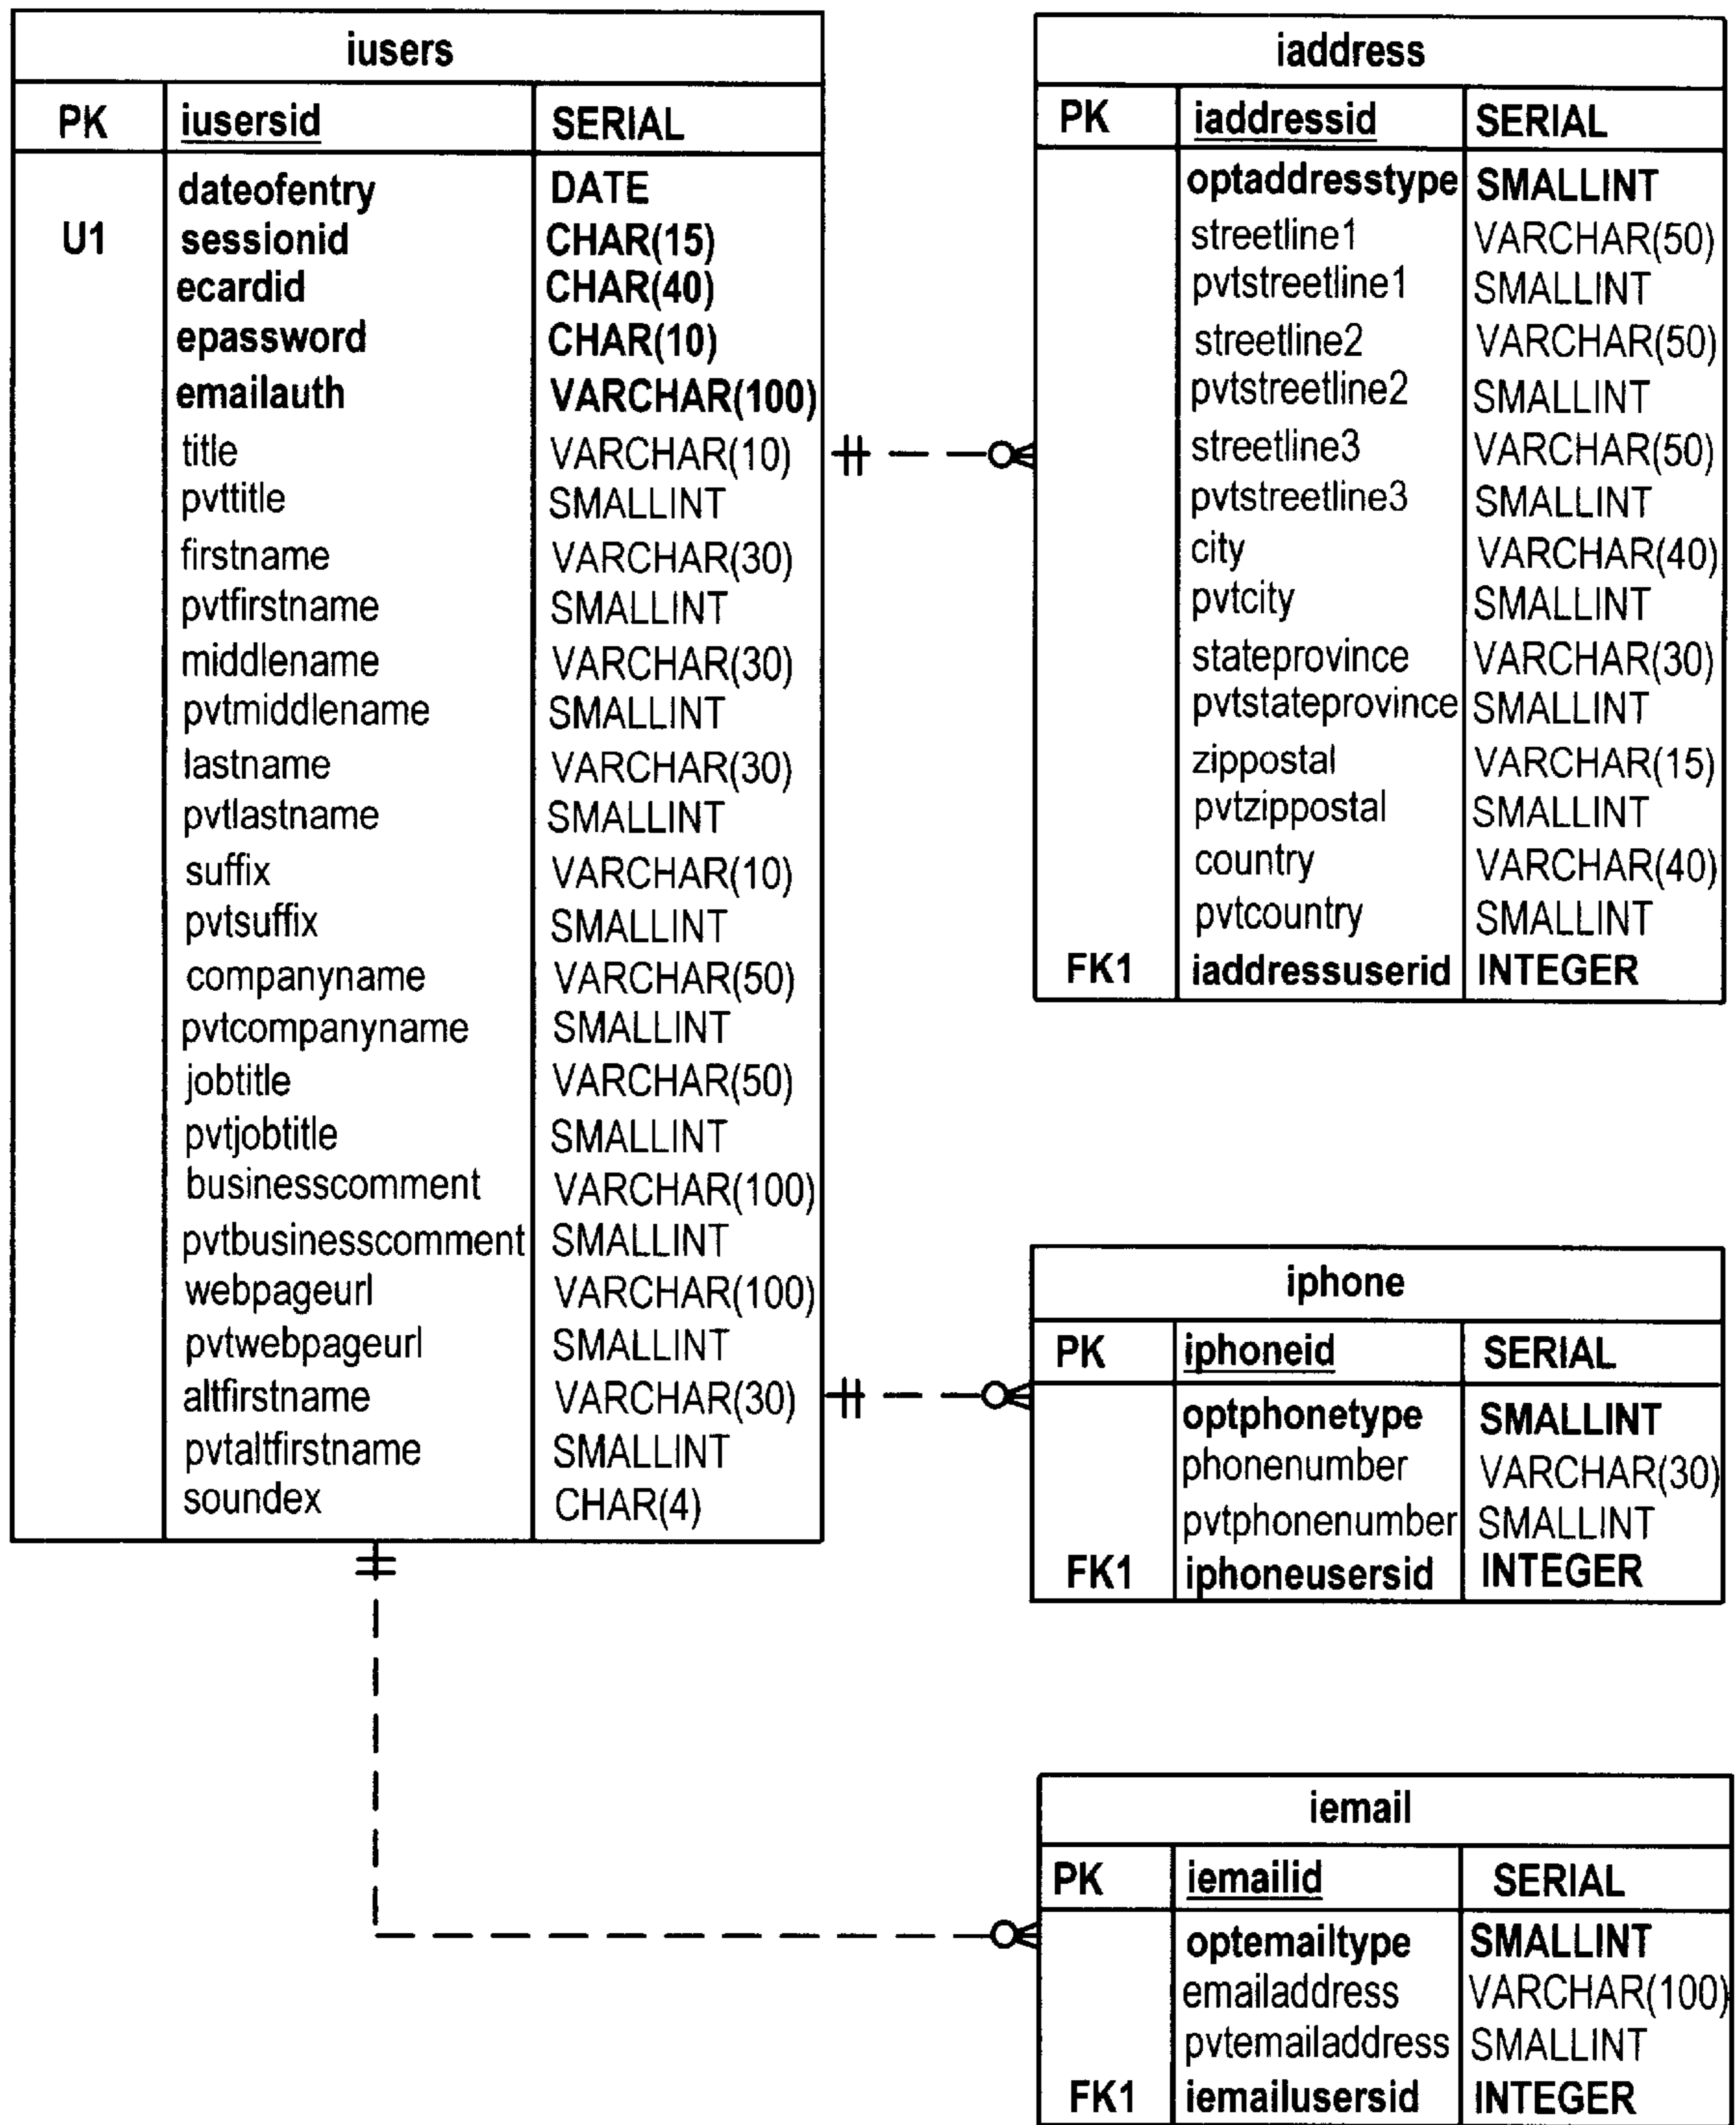 iusers
PK iusersid SERIAL
dateofentry DATE
U1 sessionid CHAR(15)
ecardid CHAR(40)
epassword CHAR(10)
emailauth VARCHAR(100)
title VARCHAR(10)
pvttitle SMALLINT
firstname VARCHAR(30)
pvtfirstname SMALLINT
middlename VARCHAR(30)
pvtmiddlename SMALLINT
lastname VARCHAR(30)
pvtlastname SMALLINT
suffix VARCHAR(10)
pvtsuffix SMALLINT
companyname VARCHAR(50)
pvtcompanyname SMALLINT
jobtitle VARCHAR(50)
pvtjobtitle SMALLINT
businesscomment VARCHAR(100)
pvtbusinesscomment SMALLINT
webpageurl VARCHAR(100)
pvtwebpageurl SMALLINT
altfirstname VARCHAR(30)
pvtaltfirstname SMALLINT
soundex CHAR(4)
iaddress
PK iaddressid SERIAL
optaddresstype SMALLINT
streetline1 VARCHAR(50)
pvtstreetline1 SMALLINT
streetline2 VARCHAR(50)
pvtstreetline2 SMALLINT
streetline3 VARCHAR(50)
pvtstreetline3 SMALLINT
city VARCHAR(40)
pvtcity SMALLINT
stateprovince VARCHAR(30)
pvtstateprovince SMALLINT
zippostal VARCHAR(15)
pvtzippostal SMALLINT
country VARCHAR(40)
pvtcountry SMALLINT
FK1 iaddressuserid INTEGER
iphone
PK iphoneid SERIAL
optphonetype SMALLINT
phonenumber VARCHAR(30)
pvtphonenumber SMALLINT
FK1 iphoneusersid INTEGER
iemail
PK iemailid SERIAL
optemailtype SMALLINT
emailaddress VARCHAR(100)
pvtemailaddress SMALLINT
FK1 iemailusersid INTEGER